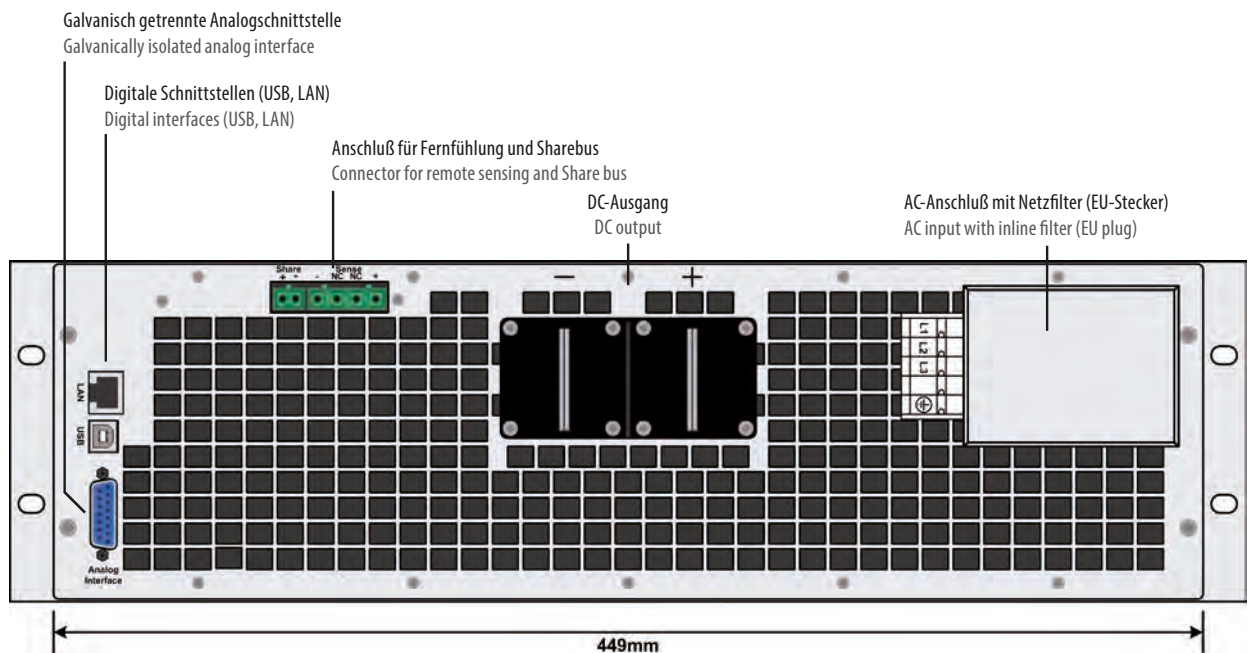 Galvanisch getrennte Analogschnittstelle
Galvanically isolated analog interface
Digitale Schnittstellen (USB, LAN)
Digital interfaces (USB, LAN)
Anschluß für Fernfühlung und Sharebus
Connector for remote sensing and Share bus
DC-Ausgang
DC output
AC-Anschluß mit Netzfilter (EU-Stecker)
AC input with inline filter (EU plug)
Share Sense
+ - - NC NC +
− +
L1
L2
L3
LAN
USB
Analog
Interface
449mm